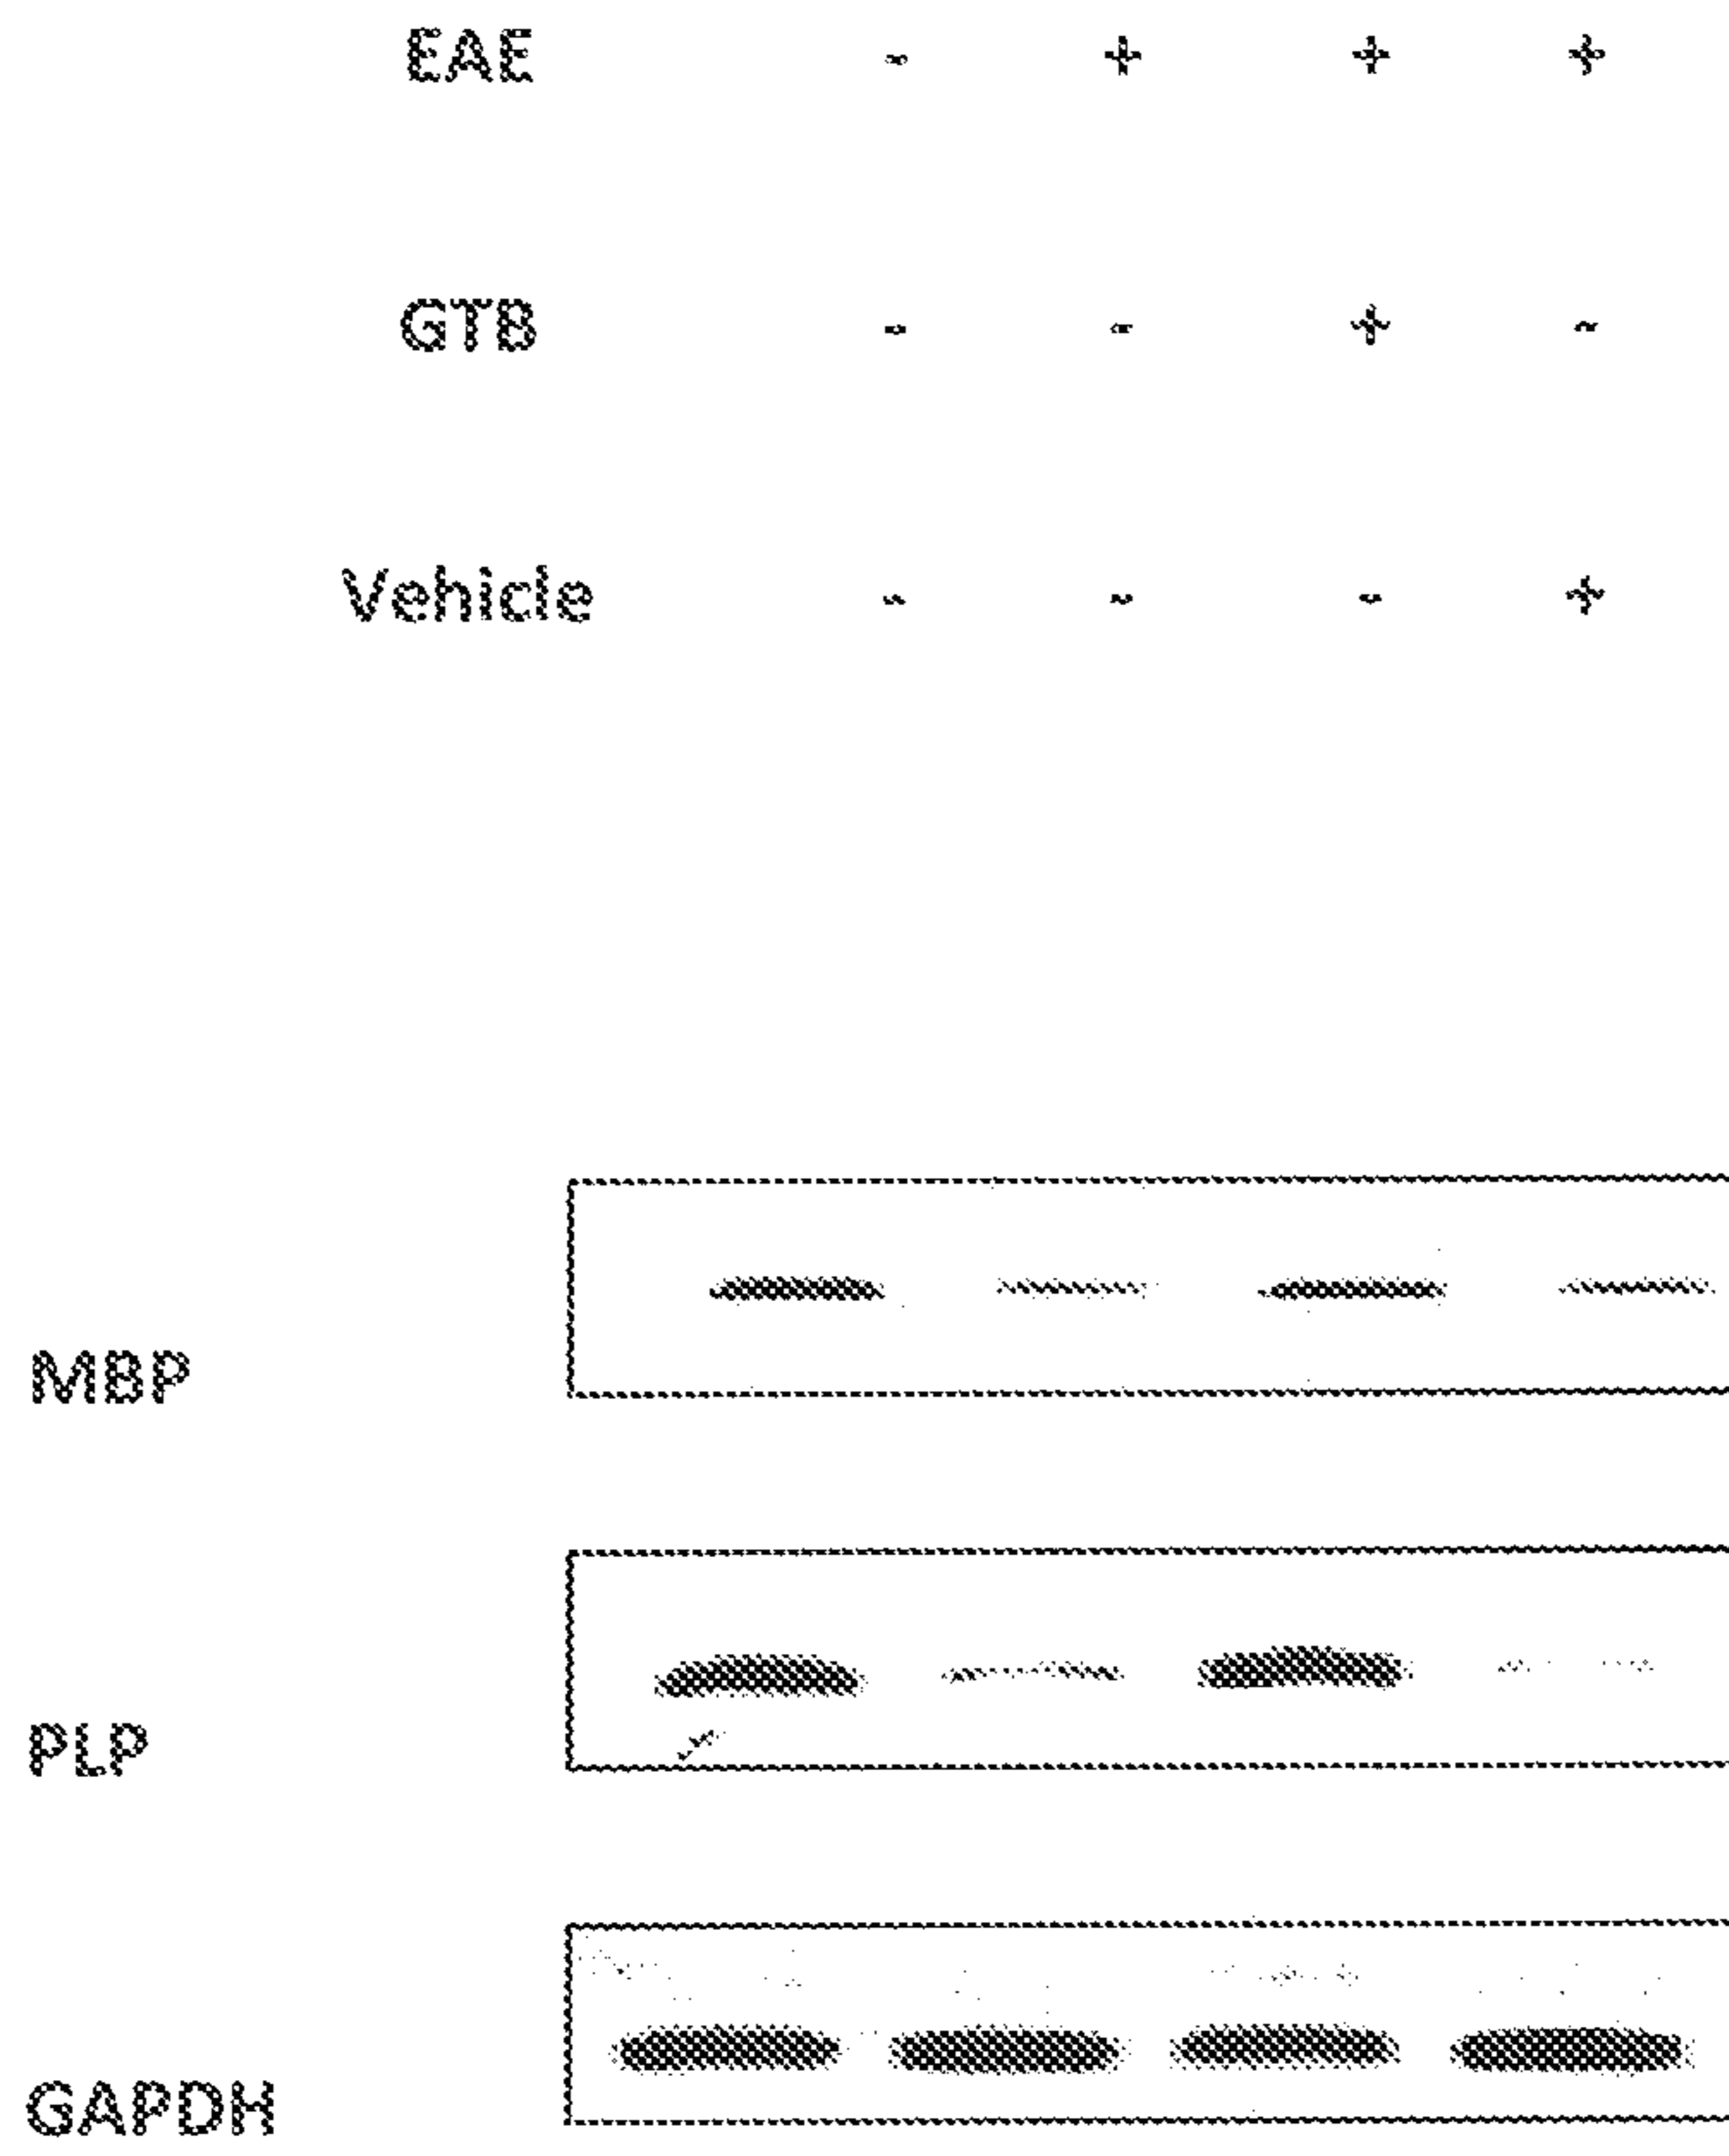 EAE - + + +
GTB - - + -
Vehicle - - - +
MBP
PLP
GAPDH